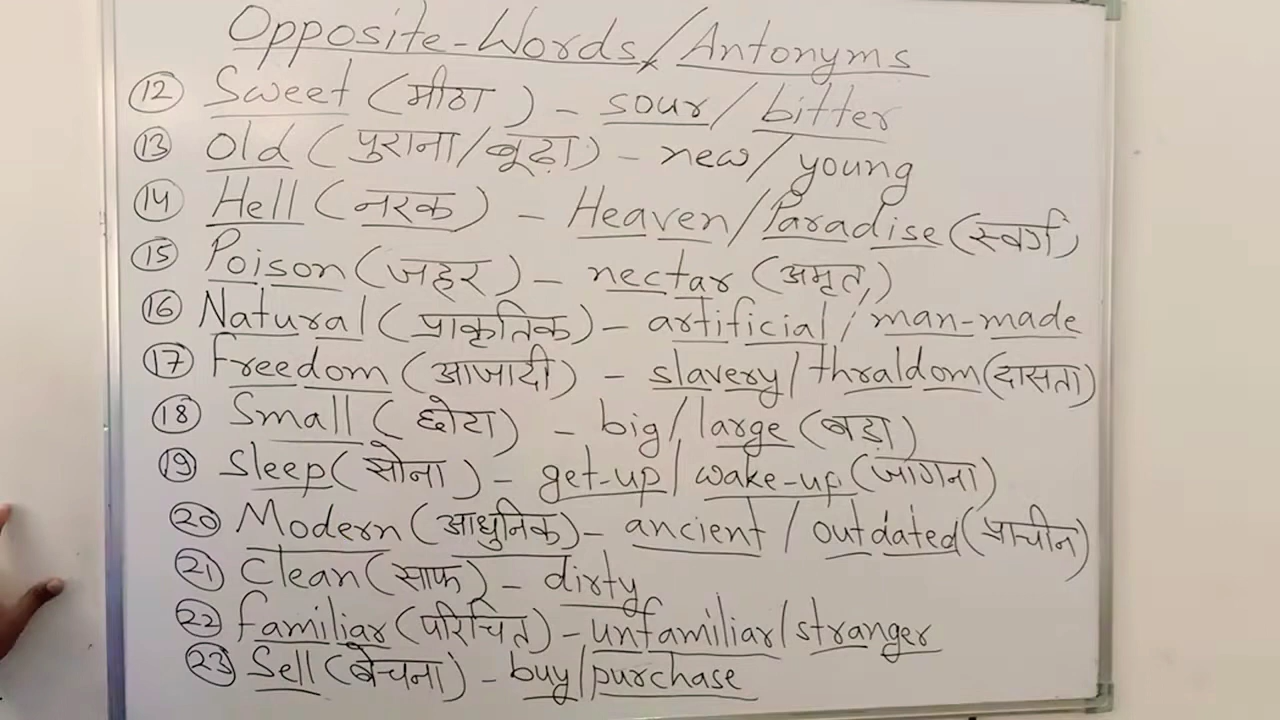 Opposite-Words/Antonyms
12 Sweet (मीठा) - sour/bitter
13 Old (पुराना/बूढ़ा) - new/young
14 Hell (नरक) - Heaven/Paradise (स्वर्ग)
15 Poison (जहर) - nectar (अमृत)
16 Natural (प्राकृतिक) - artificial/man-made
17 Freedom (आजादी) - slavery/thraldom (दासता)
18 Small (छोटा) - big/large (बड़ा)
19 Sleep (सोना) - get-up/wake-up (जागना)
20 Modern (आधुनिक) - ancient/outdated (प्राचीन)
21 Clean (साफ) - dirty
22 Familiar (परिचित) - unfamiliar/stranger
23 Sell (बेचना) - buy/purchase